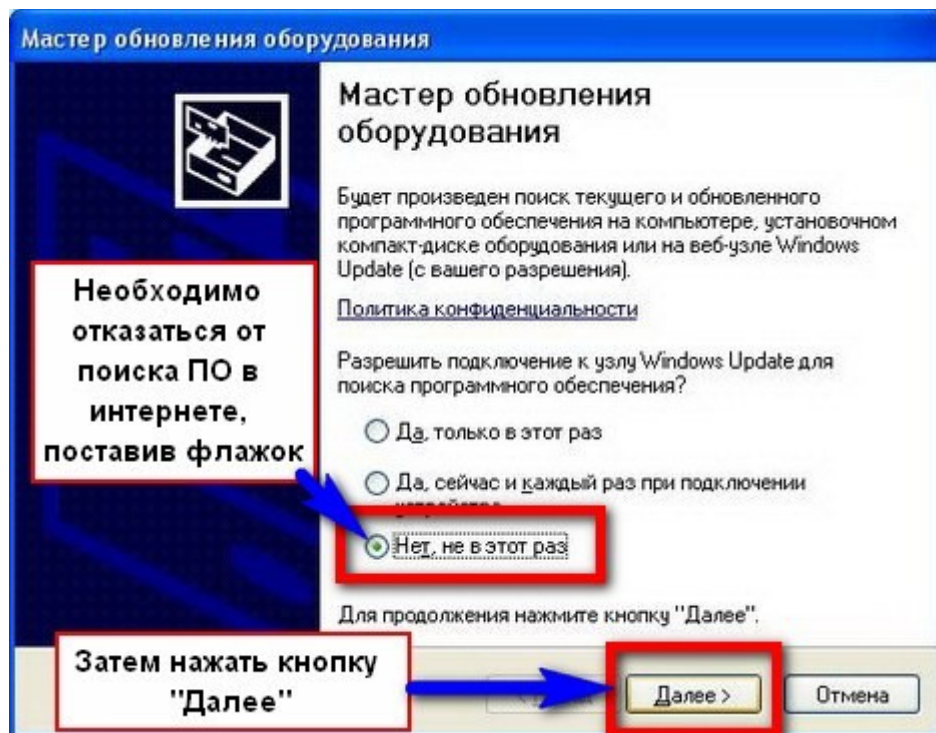 Мастер обновления оборудования
Мастер обновления
оборудования
Будет произведен поиск текущего и обновленного
программного обеспечения на компьютере, установочном
компакт-диске оборудования или на веб-узле Windows
Update (с вашего разрешения).
Необходимо
отказаться от
поиска ПО в
интернете,
поставив флажок
Политика конфиденциальности
Разрешить подключение к узлу Windows Update для
поиска программного обеспечения?
Да, только в этот раз
Да, сейчас и каждый раз при подключении
Нет, не в этот раз
Для продолжения нажмите кнопку "Далее".
Затем нажать кнопку
"Далее"
Далее >
Отмена